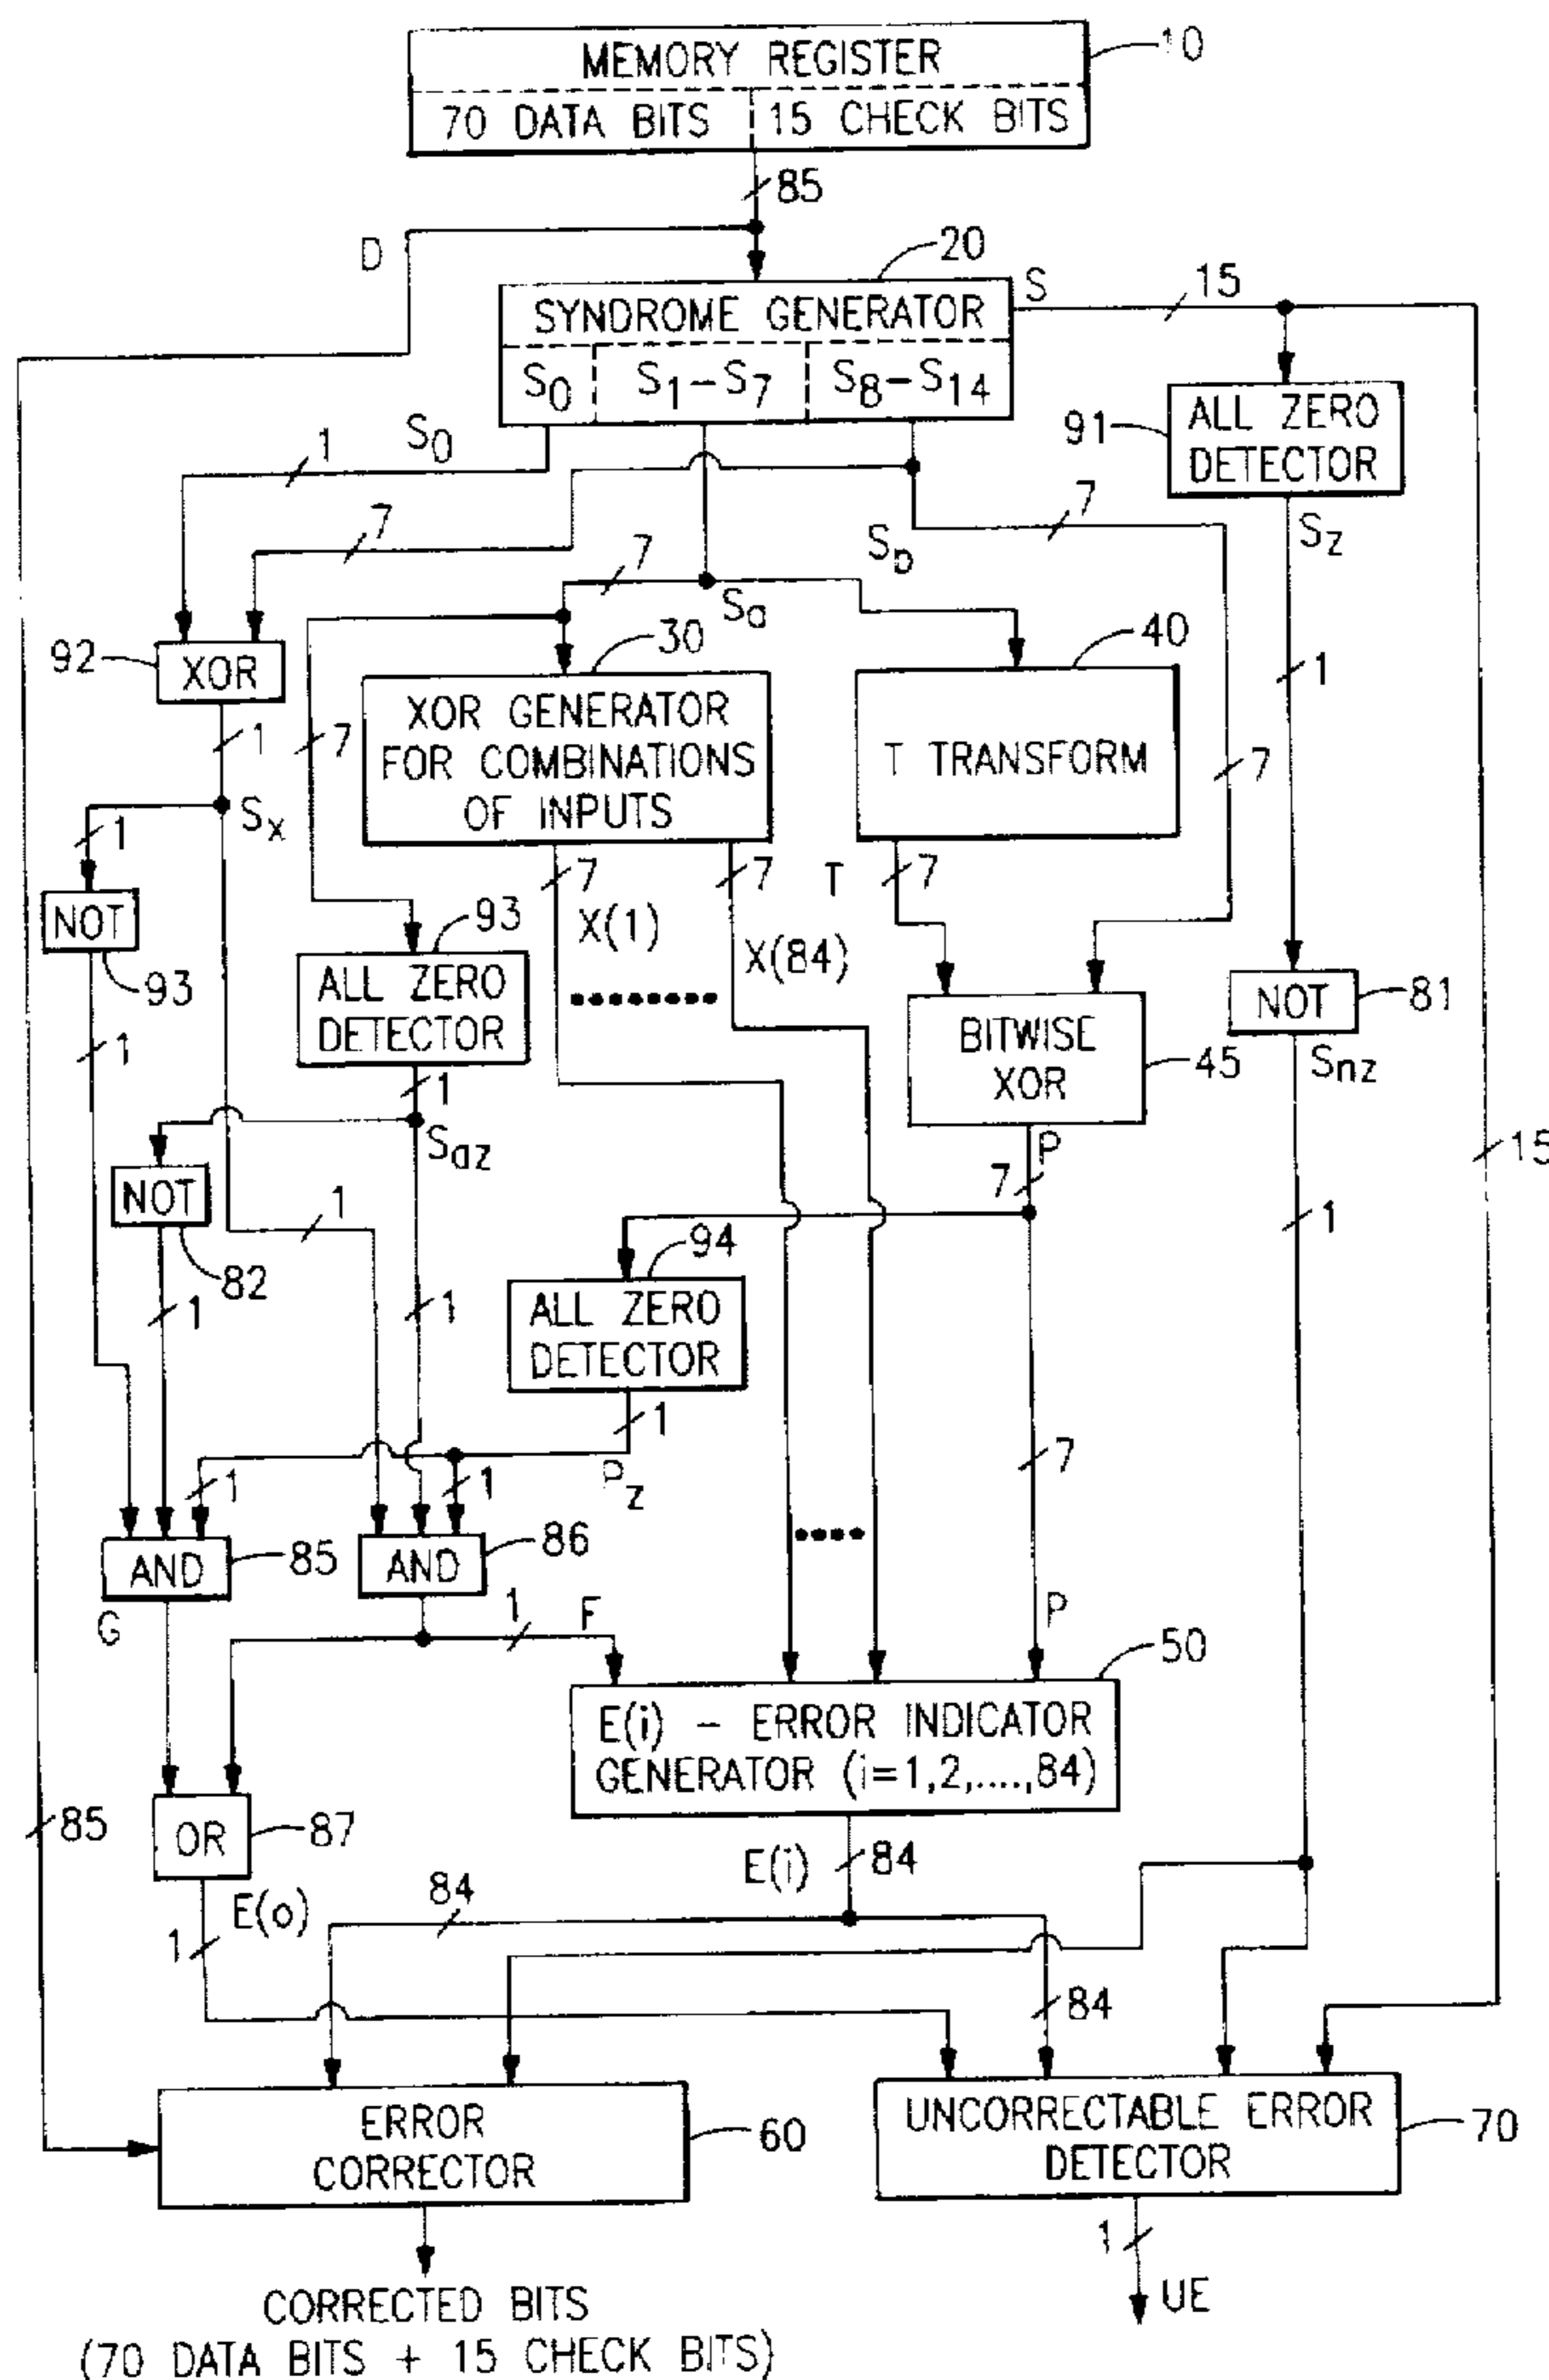 MEMORY REGISTER
10
70 DATA BITS
15 CHECK BITS
85
D
20
S
15
SYNDROME GENERATOR
S0
S1-S7
S8-S14
1
S0
91
ALL ZERO
DETECTOR
7
7
7
Sb
Sz
Sa
92
XOR
30
40
1
1
7
XOR GENERATOR
FOR COMBINATIONS
OF INPUTS
T TRANSFORM
7
Sx
1
7
7
T
7
NOT
93
93
X(1)
X(84)
ALL ZERO
DETECTOR
BITWISE
XOR
45
NOT
81
Snz
1
1
Saz
P
7
15
NOT
82
1
1
1
94
1
ALL ZERO
DETECTOR
1
7
1
1
Pz
AND
85
AND
86
G
1
F
P
50
E(i) - ERROR INDICATOR
GENERATOR (i=1,2,....,84)
85
OR
87
E(i)
84
84
E(o)
1
84
ERROR
CORRECTOR
60
UNCORRECTABLE ERROR
DETECTOR
70
1
UE
CORRECTED BITS
(70 DATA BITS + 15 CHECK BITS)